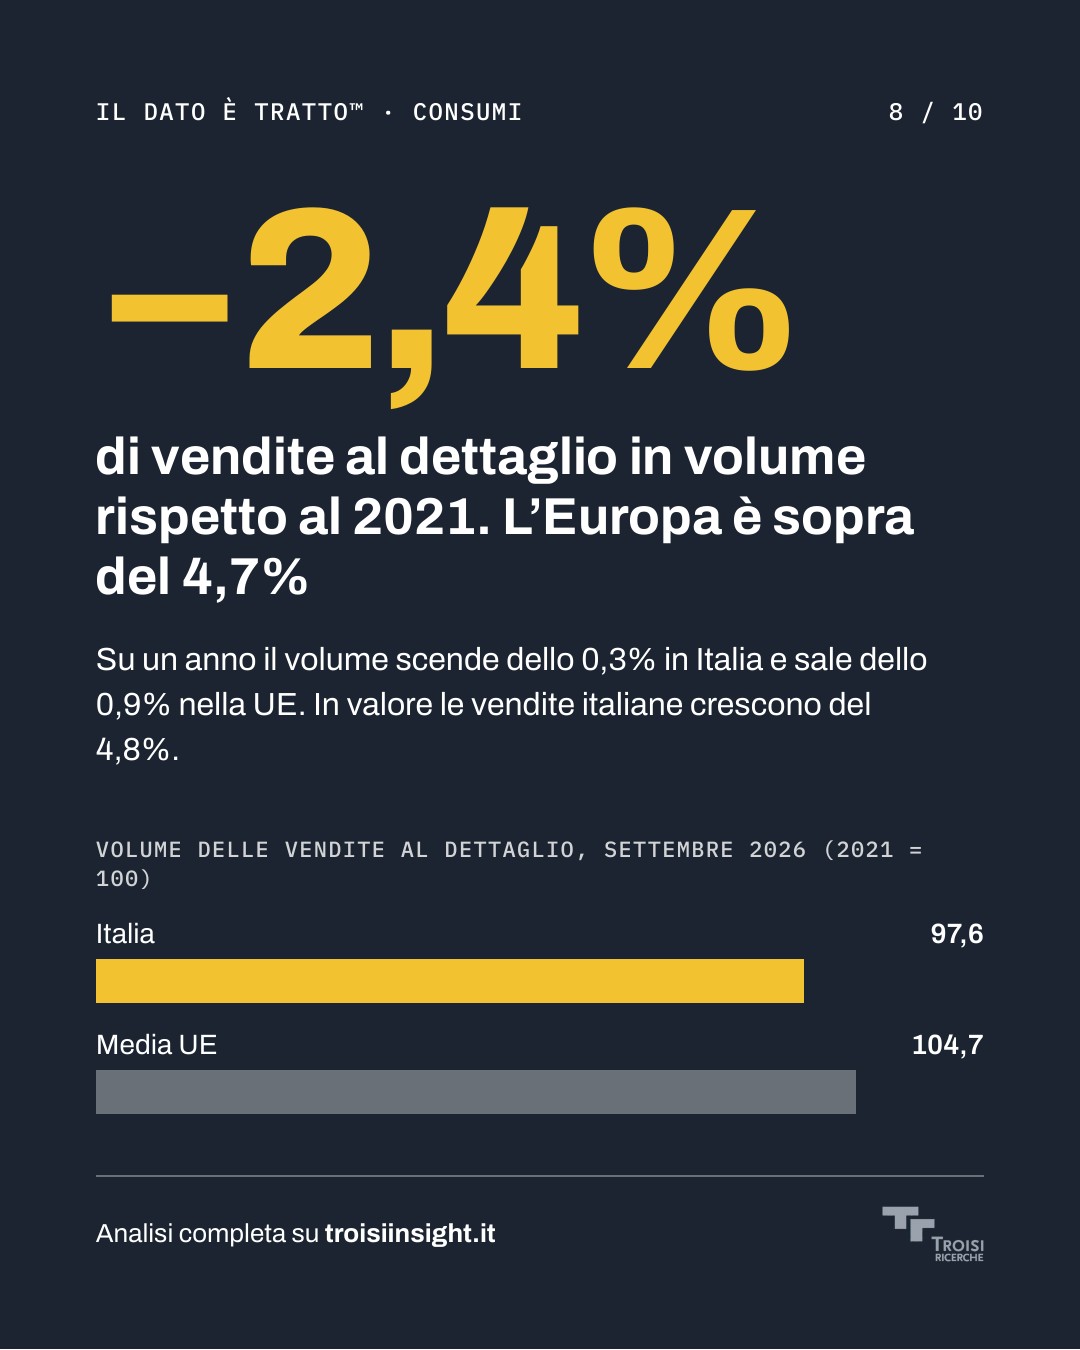 IL DATO È TRATTO™ · CONSUMI
8 / 10
−2,4%
di vendite al dettaglio in volume
rispetto al 2021. L’Europa è sopra
del 4,7%
Su un anno il volume scende dello 0,3% in Italia e sale dello
0,9% nella UE. In valore le vendite italiane crescono del
4,8%.
VOLUME DELLE VENDITE AL DETTAGLIO, SETTEMBRE 2026 (2021 =
100)
Italia
97,6
Media UE
104,7
Analisi completa su troisiinsight.it
TROISI
RICERCHE